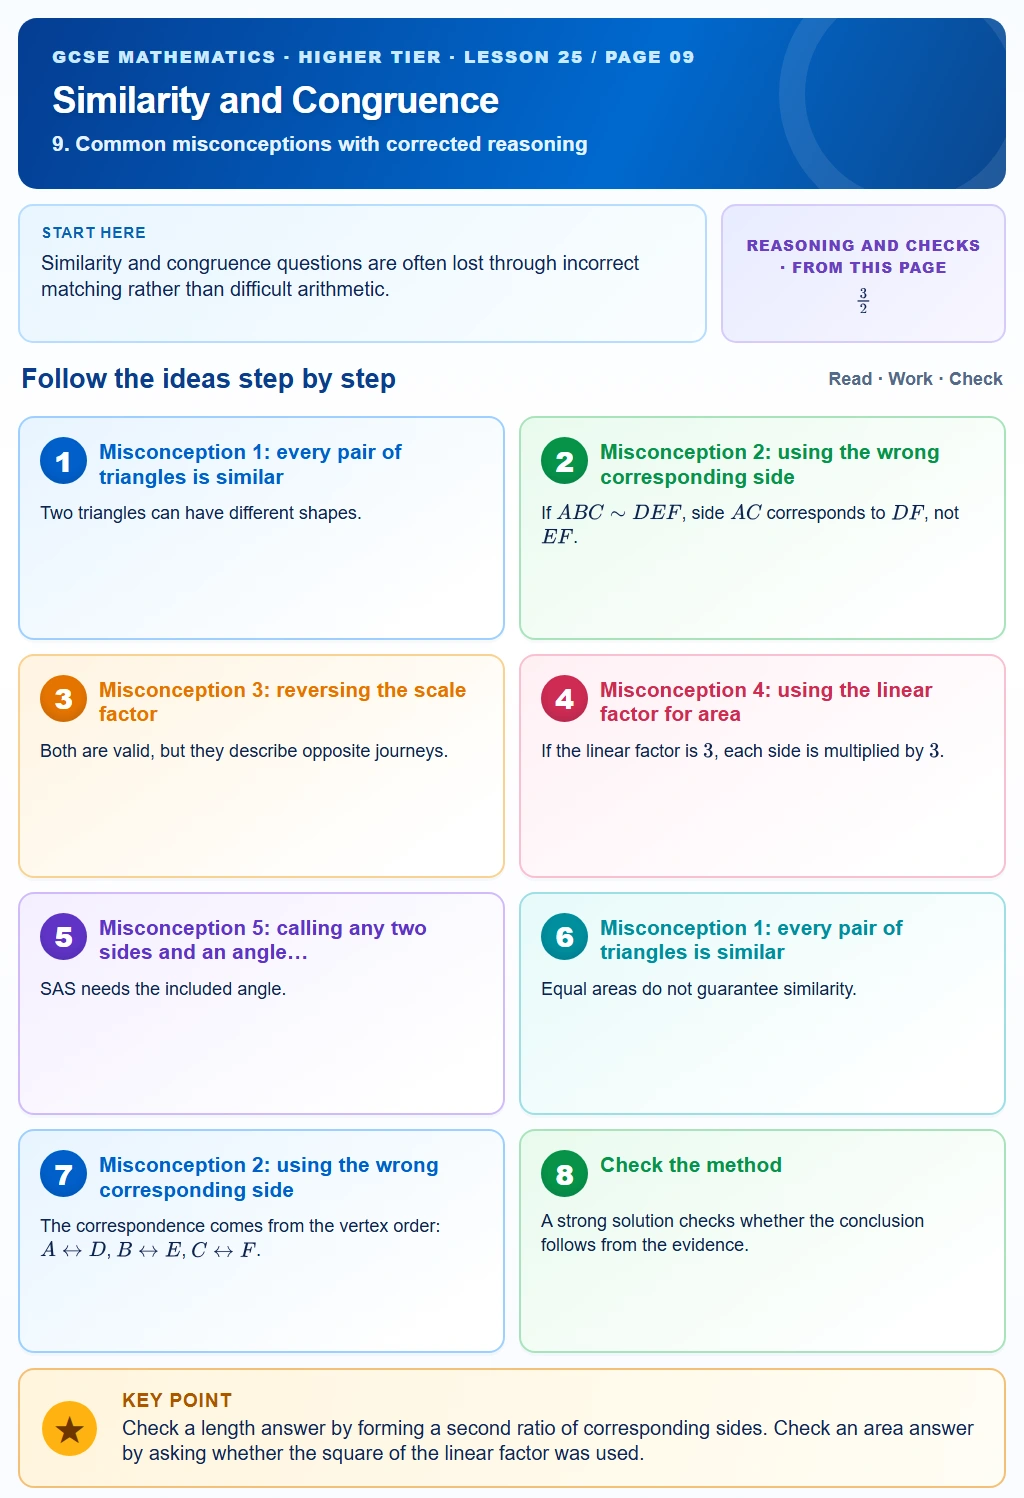 GCSE MATHEMATICS · HIGHER TIER · LESSON 25 / PAGE 09
Similarity and Congruence
9. Common misconceptions with corrected reasoning
START HERE
Similarity and congruence questions are often lost through incorrect
matching rather than difficult arithmetic.
REASONING AND CHECKS
· FROM THIS PAGE
3/2
Follow the ideas step by step
Read · Work · Check
1
Misconception 1: every pair of
triangles is similar
Two triangles can have different shapes.
2
Misconception 2: using the wrong
corresponding side
If ABC ~ DEF, side AC corresponds to DF, not
EF.
3
Misconception 3: reversing the scale
factor
Both are valid, but they describe opposite journeys.
4
Misconception 4: using the linear
factor for area
If the linear factor is 3, each side is multiplied by 3.
5
Misconception 5: calling any two
sides and an angle…
SAS needs the included angle.
6
Misconception 1: every pair of
triangles is similar
Equal areas do not guarantee similarity.
7
Misconception 2: using the wrong
corresponding side
The correspondence comes from the vertex order:
A ↔ D, B ↔ E, C ↔ F.
8
Check the method
A strong solution checks whether the conclusion
follows from the evidence.
KEY POINT
Check a length answer by forming a second ratio of corresponding sides. Check an area answer
by asking whether the square of the linear factor was used.